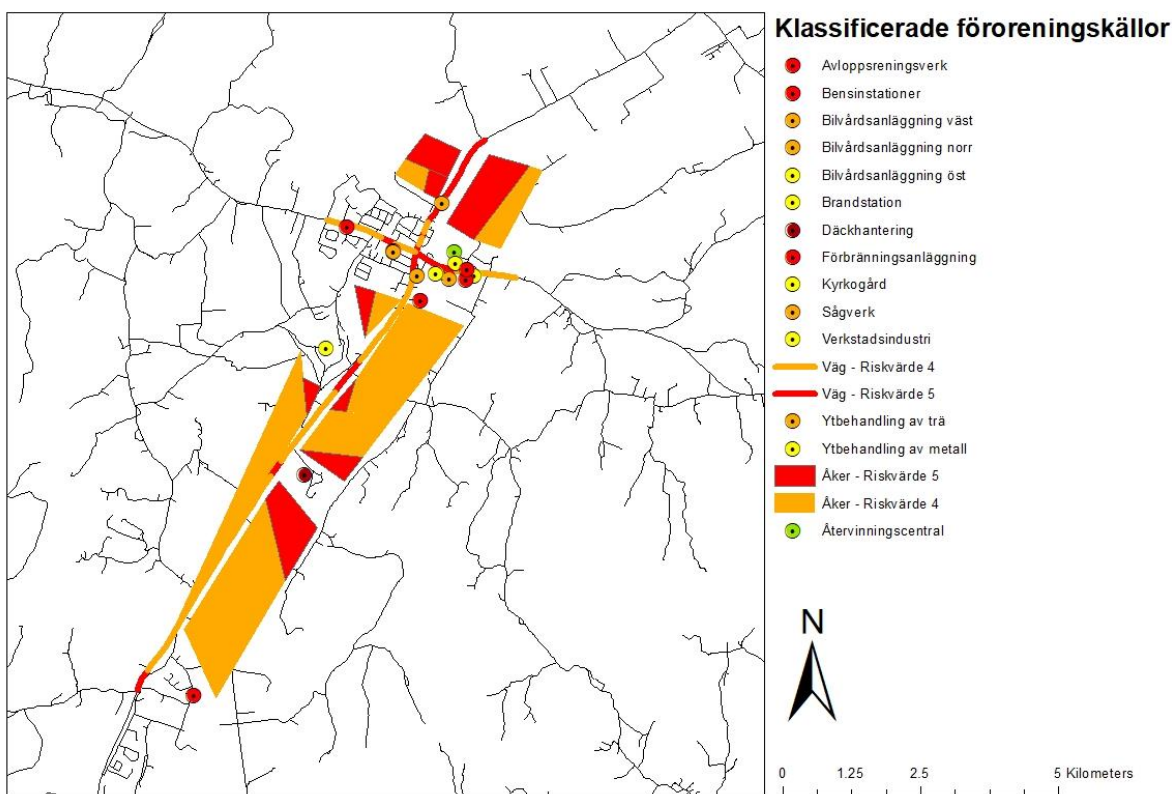 Klassificerade föroreningskällor
Avloppsreningsverk
Bensinstationer
Bilvårdsanläggning väst
Bilvårdsanläggning norr
Bilvårdsanläggning öst
Brandstation
Däckhantering
Förbränningsanläggning
Kyrkogård
Sågverk
Verkstadsindustri
Väg - Riskvärde 4
Väg - Riskvärde 5
Ytbehandling av trä
Ytbehandling av metall
Åker - Riskvärde 5
Åker - Riskvärde 4
Återvinningscentral
N
0 1.25 2.5 5 Kilometers